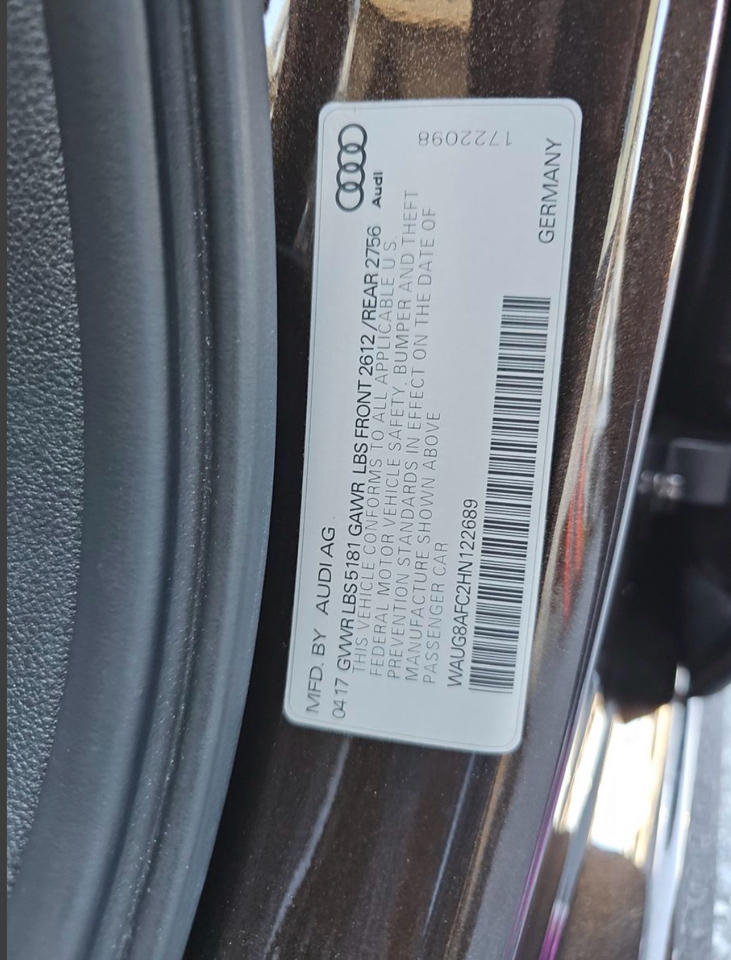 Audi
1722098
MFD. BY AUDI AG
04 17 GVWR LBS 5181 GAWR LBS FRONT 2612 /REAR 2756
THIS VEHICLE CONFORMS TO ALL APPLICABLE U.S.
FEDERAL MOTOR VEHICLE SAFETY, BUMPER AND THEFT
PREVENTION STANDARDS IN EFFECT ON THE DATE OF
MANUFACTURE SHOWN ABOVE
PASSENGER CAR
WAUG8AFC2HN122689
GERMANY